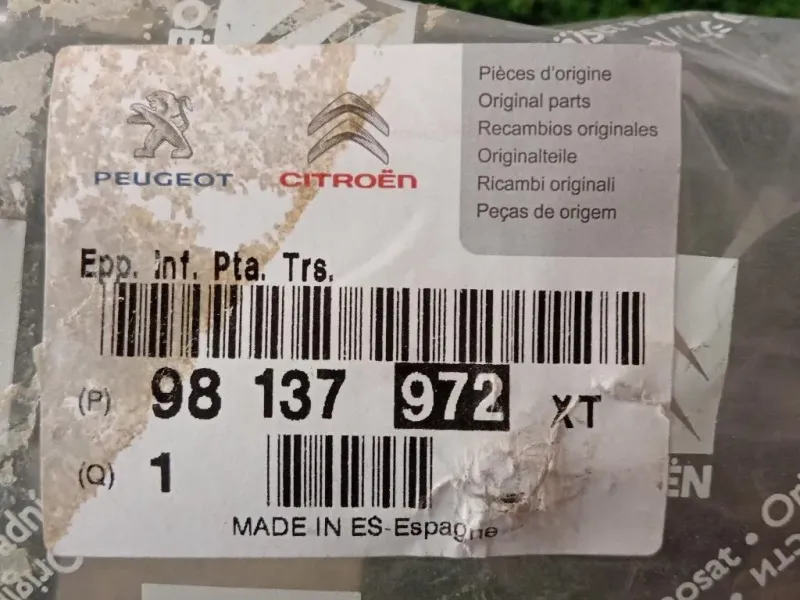 PEUGEOT
CITROËN
Pièces d'origine
Original parts
Recambios originales
Originalteile
Ricambi originali
Peças de origem
Epp. Inf. Pta. Trs.
(P) 98 137 972 XT
(Q) 1
MADE IN ES-Espagne
ËN